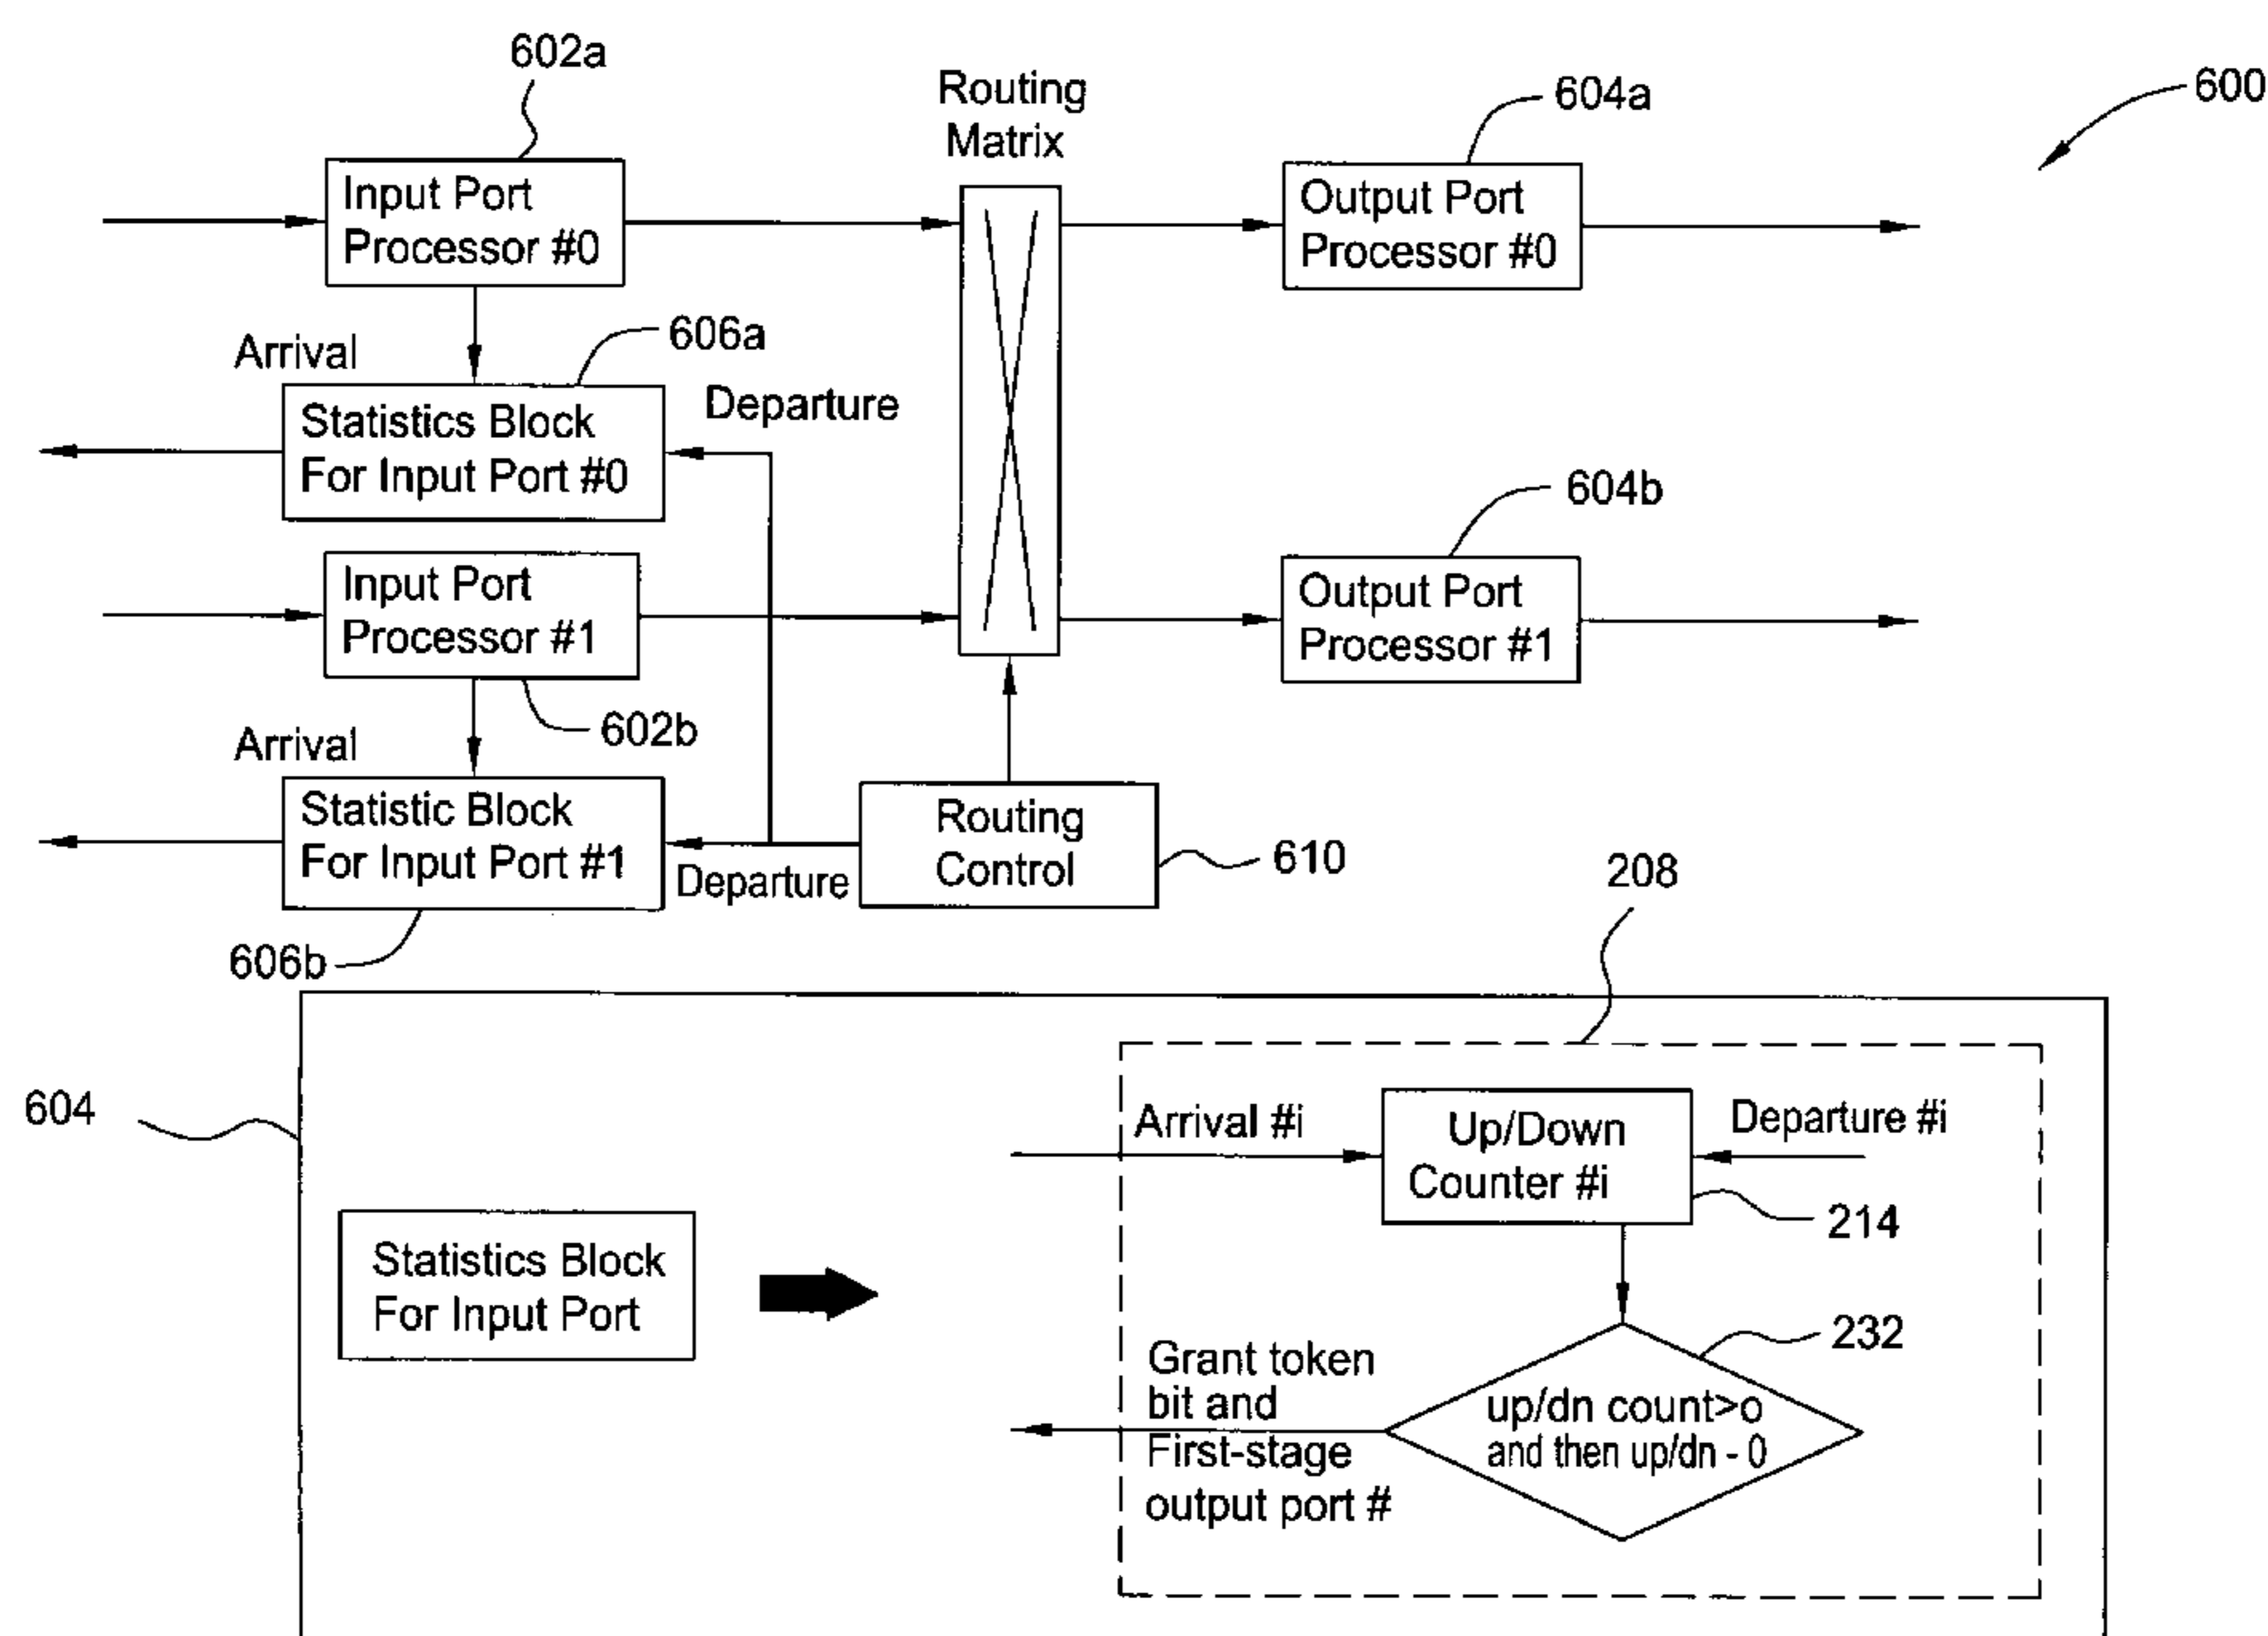 602a
Routing
Matrix
604a
600
Input Port
Processor #0
Output Port
Processor #0
Arrival
606a
Departure
Statistics Block
For Input Port #0
604b
Input Port
Processor #1
Output Port
Processor #1
602b
Arrival
Statistic Block
For Input Port #1
Departure
Routing
Control
610
208
606b
604
Arrival #i
Up/Down
Counter #i
Departure #i
214
Statistics Block
For Input Port
232
Grant token
bit and
First-stage
output port #
up/dn count>o
and then up/dn - 0